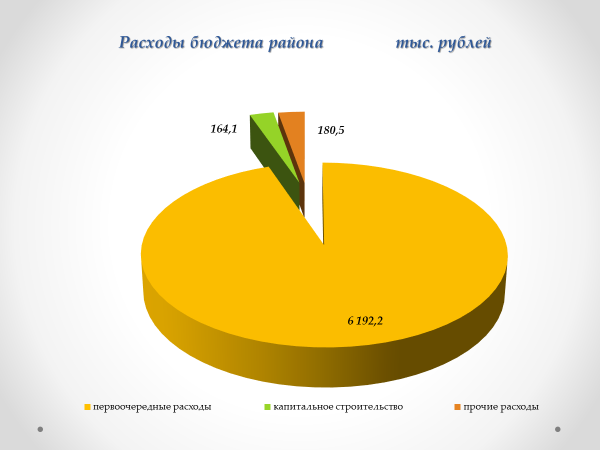 Расходы бюджета района тыс. рублей
164,1
180,5
6 192,2
первоочередные расходы
капитальное строительство
прочие расходы